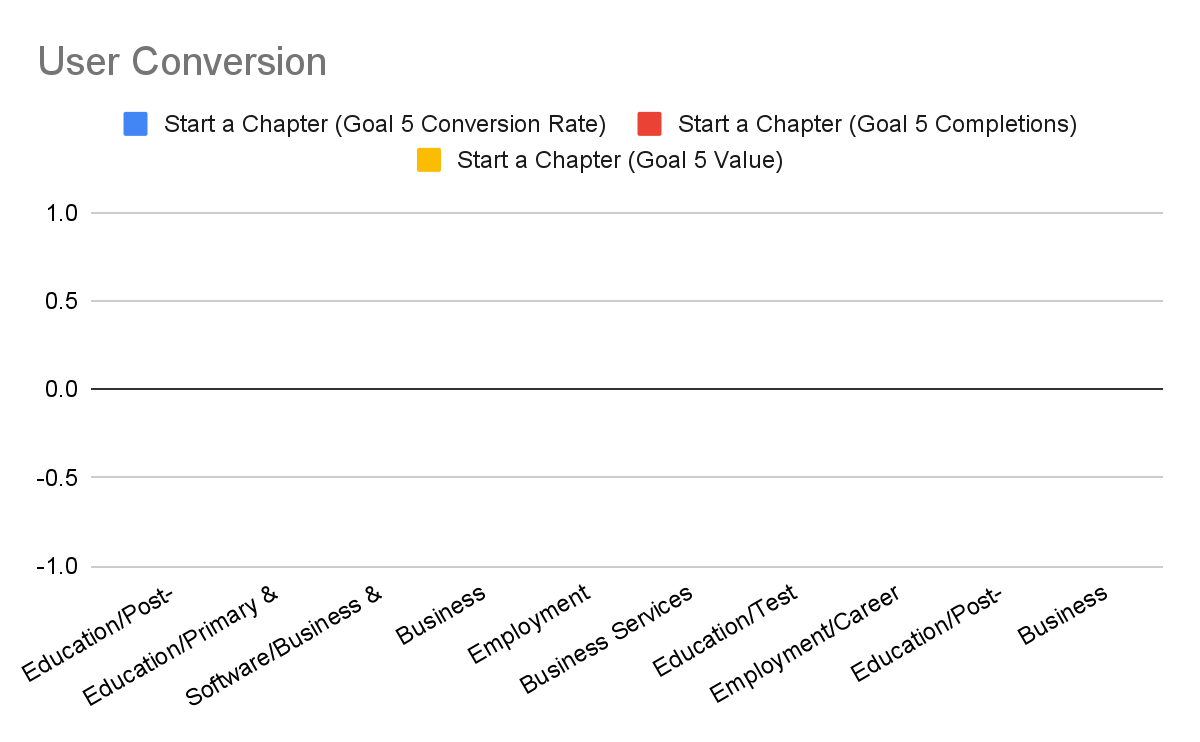 User Conversion
Start a Chapter (Goal 5 Conversion Rate)
Start a Chapter (Goal 5 Completions)
Start a Chapter (Goal 5 Value)
1.0
0.5
0.0
-0.5
-1.0
Education/Post-
Education/Primary &
Software/Business &
Business
Employment
Business Services
Education/Test
Employment/Career
Education/Post-
Business